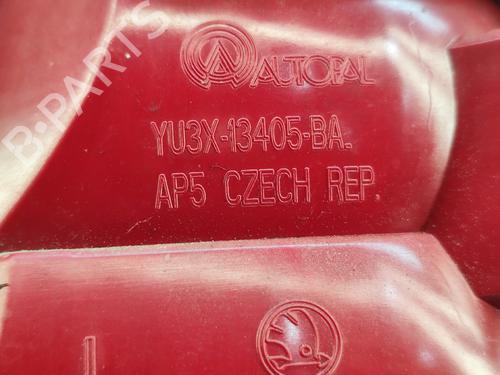 AUTOPAL
YU3X-13405-BA.
AP5 CZECH REP.
B-PARTS